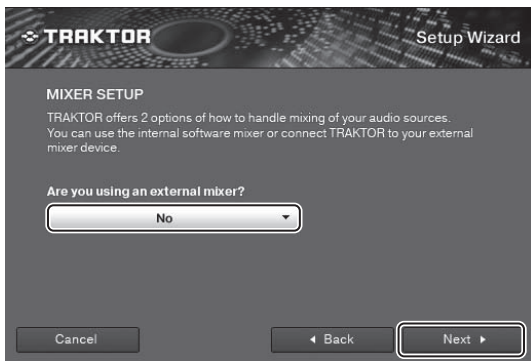 TRAKTOR
Setup Wizard
MIXER SETUP
TRAKTOR offers 2 options of how to handle mixing of your audio sources.
You can use the internal software mixer or connect TRAKTOR to your external
mixer device.
Are you using an external mixer?
No
Cancel
Back
Next